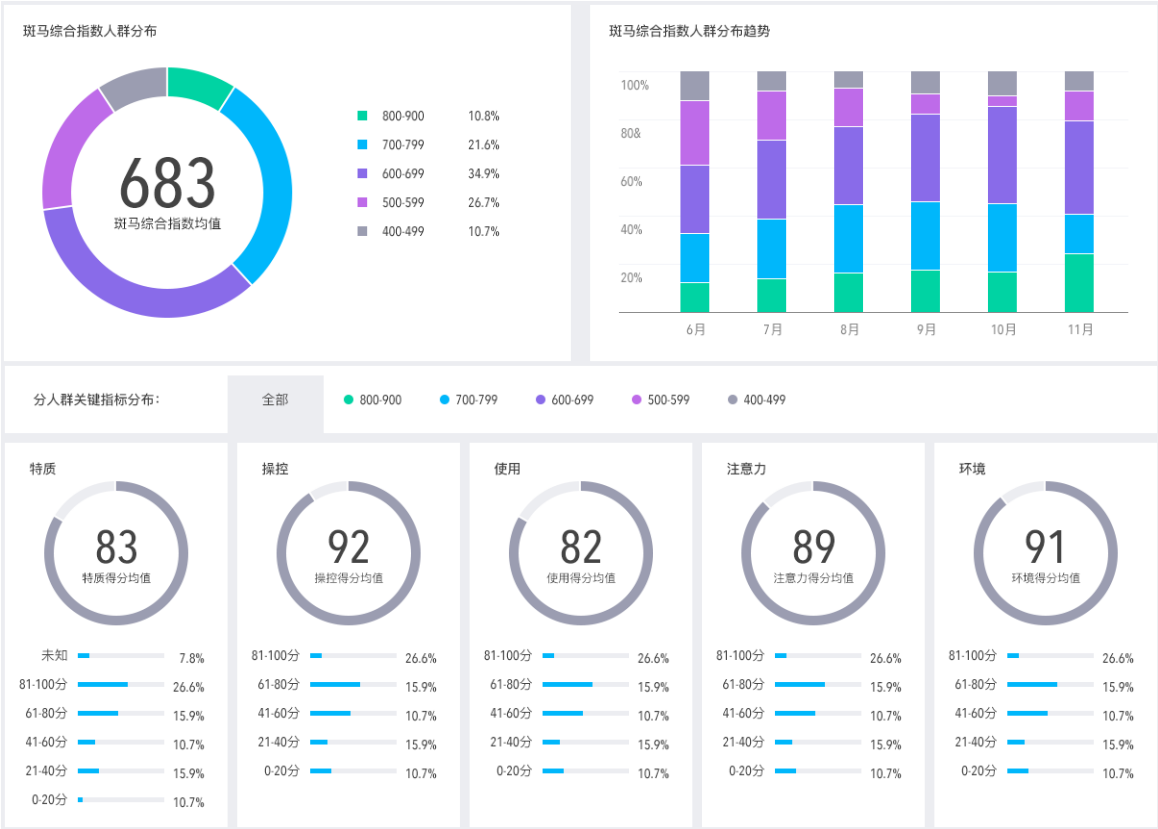 斑马综合指数人群分布
683
斑马综合指数均值
800-900 10.8%
700-799 21.6%
600-699 34.9%
500-599 26.7%
400-499 10.7%
斑马综合指数人群分布趋势
100%
80&
60%
40%
20%
6月 7月 8月 9月 10月 11月
分人群关键指标分布:
全部 800-900 700-799 600-699 500-599 400-499
特质
83
特质得分均值
未知 7.8%
81-100分 26.6%
61-80分 15.9%
41-60分 10.7%
21-40分 15.9%
0-20分 10.7%
操控
92
操控得分均值
81-100分 26.6%
61-80分 15.9%
41-60分 10.7%
21-40分 15.9%
0-20分 10.7%
使用
82
使用得分均值
81-100分 26.6%
61-80分 15.9%
41-60分 10.7%
21-40分 15.9%
0-20分 10.7%
注意力
89
注意力得分均值
81-100分 26.6%
61-80分 15.9%
41-60分 10.7%
21-40分 15.9%
0-20分 10.7%
环境
91
环境得分均值
81-100分 26.6%
61-80分 15.9%
41-60分 10.7%
21-40分 15.9%
0-20分 10.7%